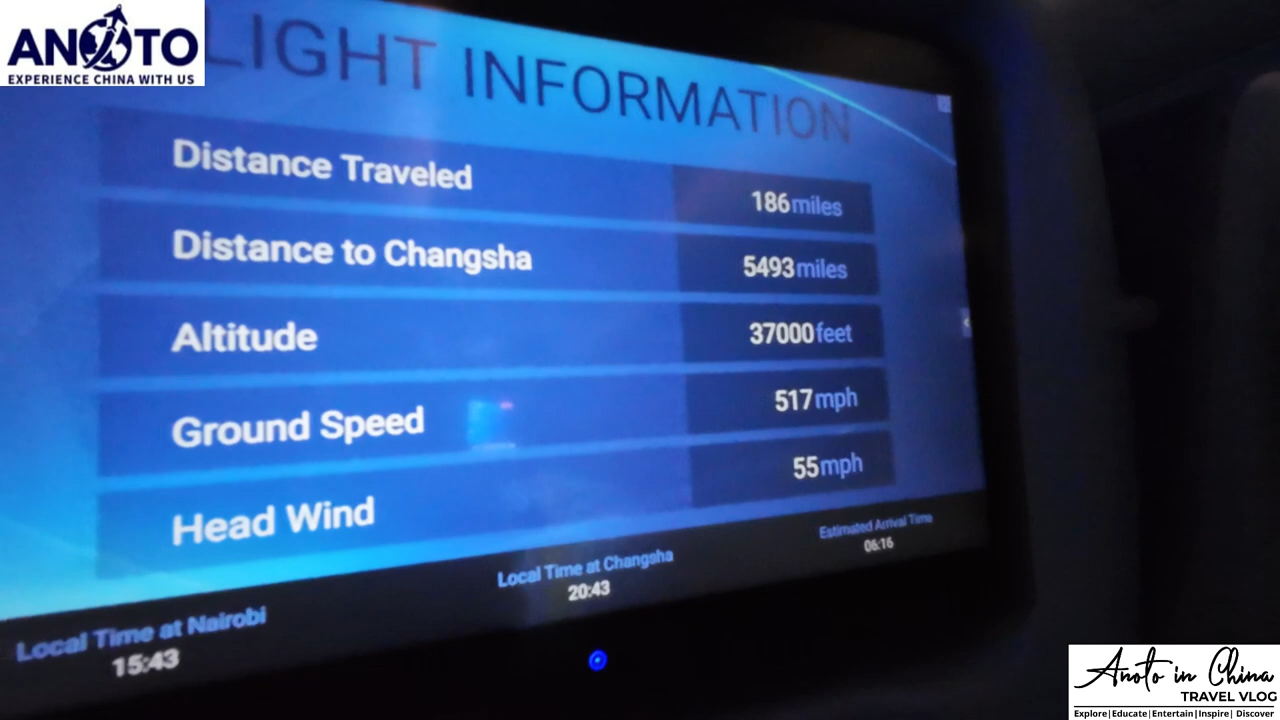 ANOTO
EXPERIENCE CHINA WITH US
LIGHT INFORMATION
Distance Traveled 186 miles
Distance to Changsha 5493 miles
Altitude 37000 feet
Ground Speed 517 mph
Head Wind 55 mph
Local Time at Nairobi
15:43
Local Time at Changsha
20:43
Estimated Arrival Time
06:16
Anoto in China
TRAVEL VLOG
Explore|Educate|Entertain|Inspire| Discover